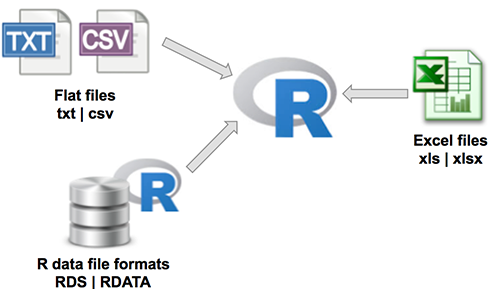 TXT CSV
Flat files
txt | csv
R
X
Excel files
xls | xlsx
R
R data file formats
RDS | RDATA